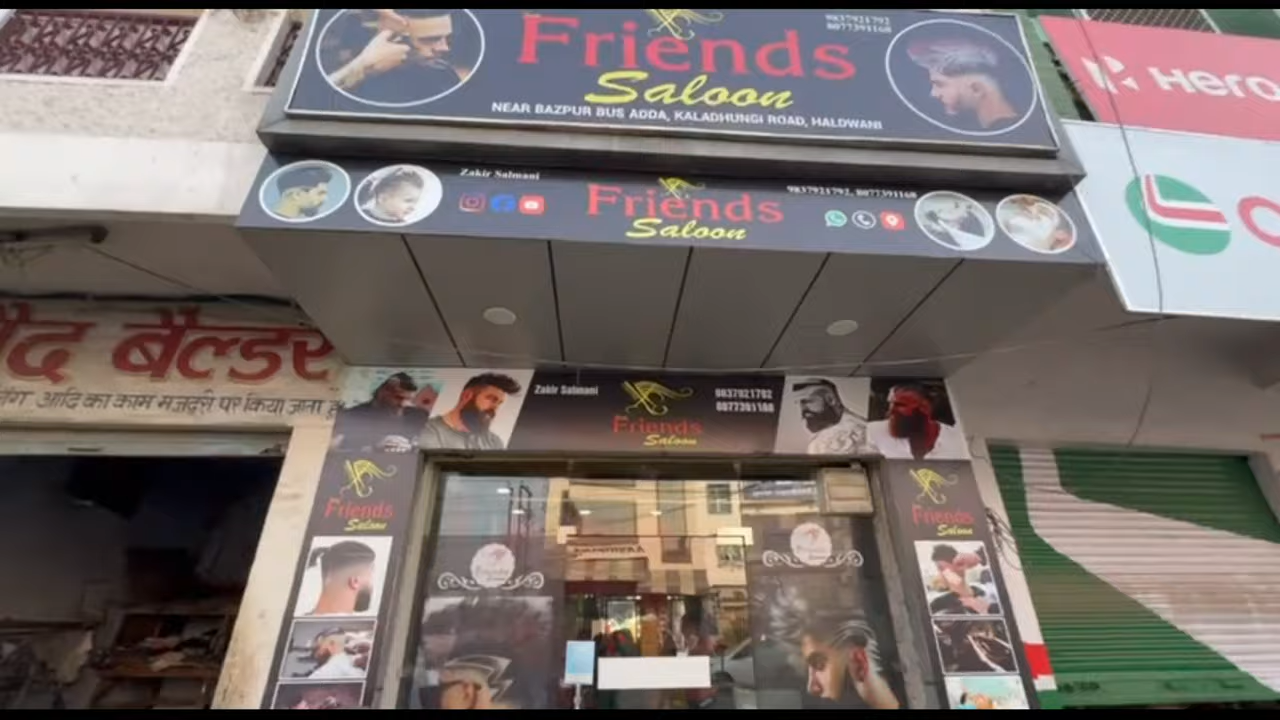 9837921792
8077391168
Friends
Saloon
NEAR BAZPUR BUS ADDA, KALADHUNGI ROAD, HALDWANI
Hero
Zakir Salmani
9837921792, 8077391168
Friends
Saloon
बैल्डर
आदि का काम मजदूरी पर किया जाता
Zakir Salmani
9837921792
8077391168
Friends
Saloon
Friends
Saloon
Friends
Saloon